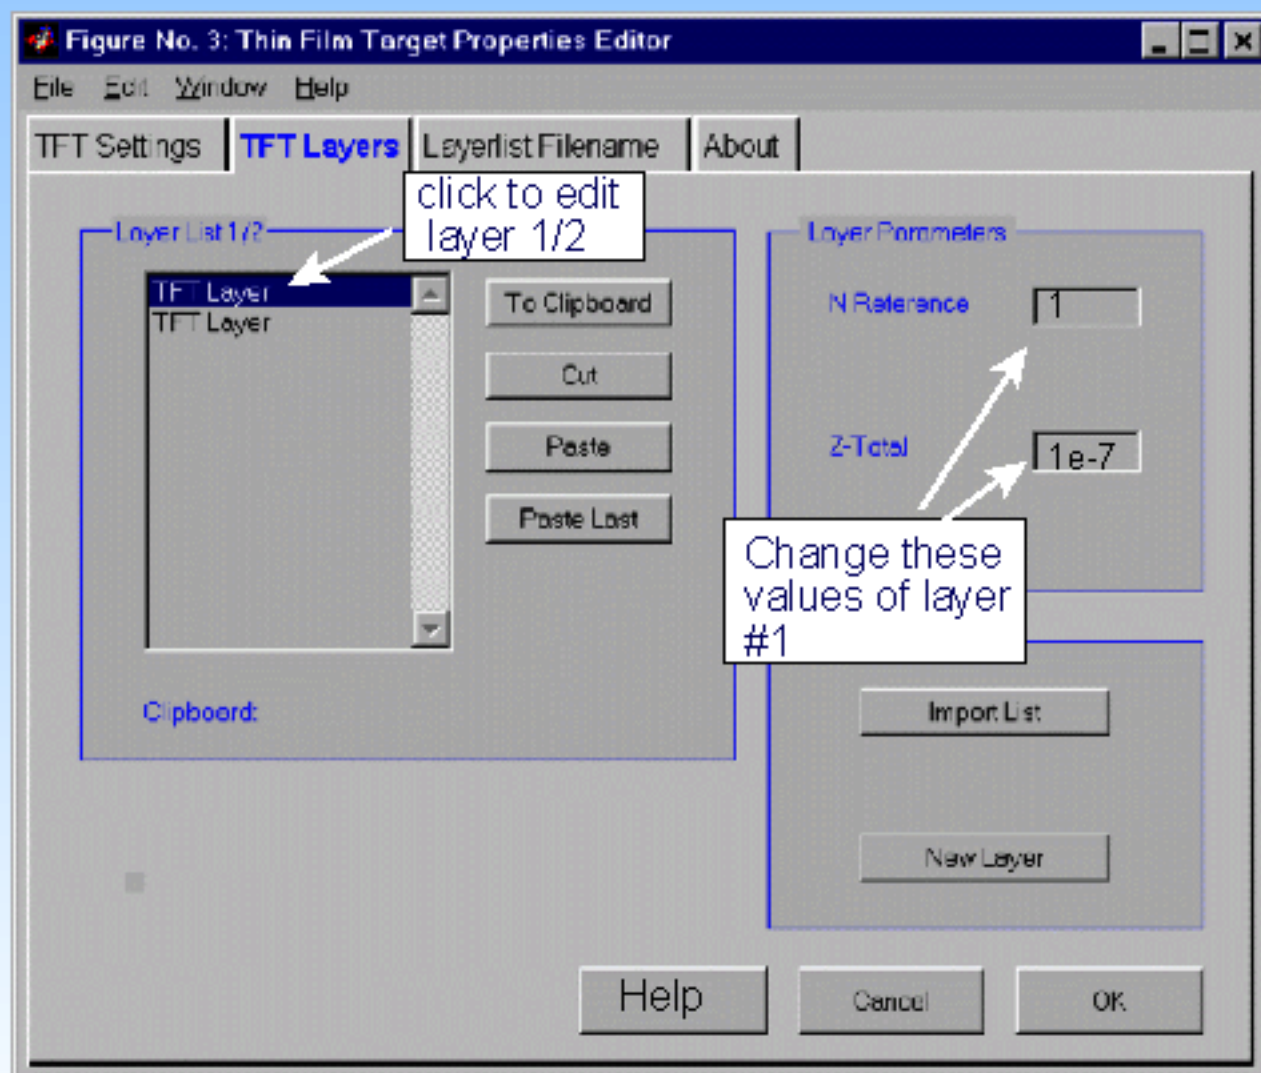 Figure No. 3: Thin Film Target Properties Editor
File Edit Window Help
TFT Settings TFT Layers Layerlist Filename About
click to edit
layer 1/2
Layer List 1/2
Layer Parameters
TFT Layer
TFT Layer
To Clipboard
Cut
Paste
Paste Last
N Reference
1
Z-Total
1e-7
Change these
values of layer
#1
Clipboard:
Import List
New Layer
Help Cancel OK